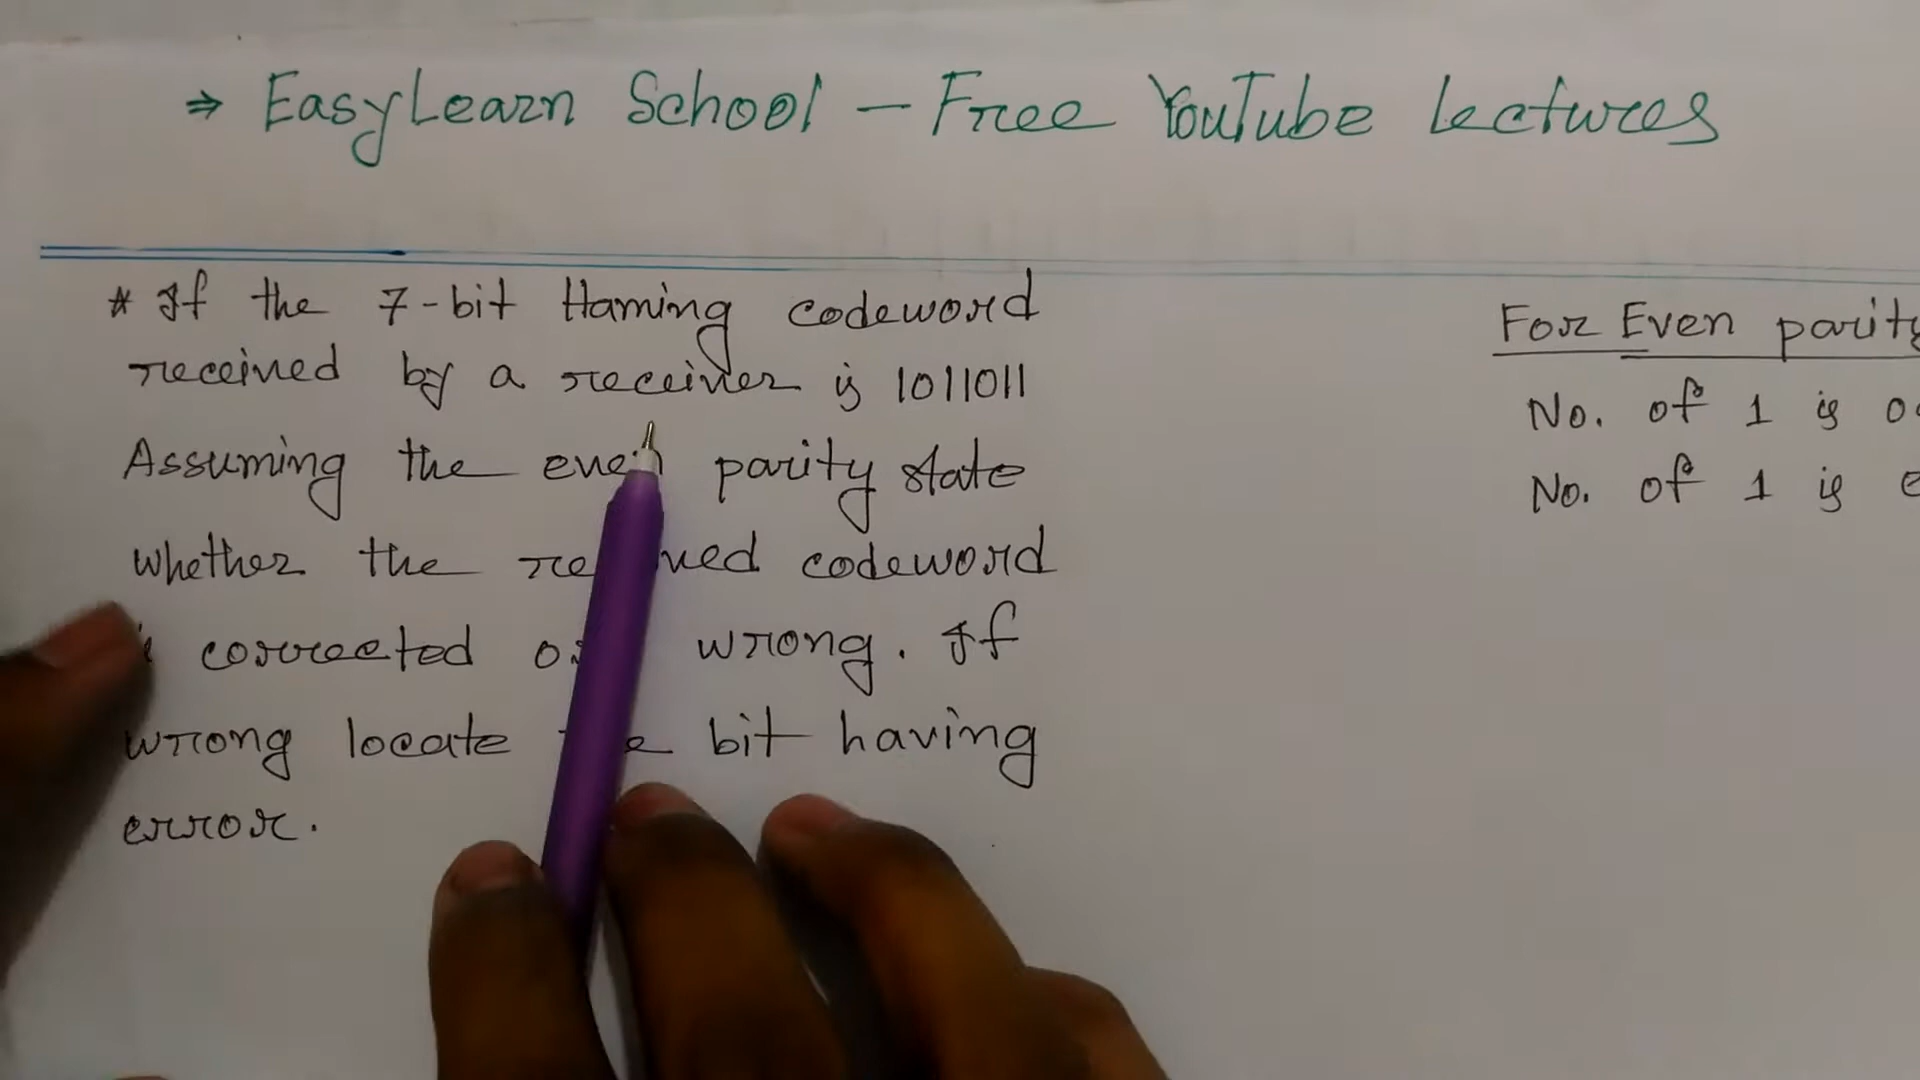 ⇒ EasyLearn School - Free YouTube Lectures
* If the 7-bit Haming codeword
received by a receiver is 1011011
Assuming the even parity state
whether the codeword
corrected wrong. If
wrong locate bit having
error.
For Even parity
No. of 1 is
No. of 1 is